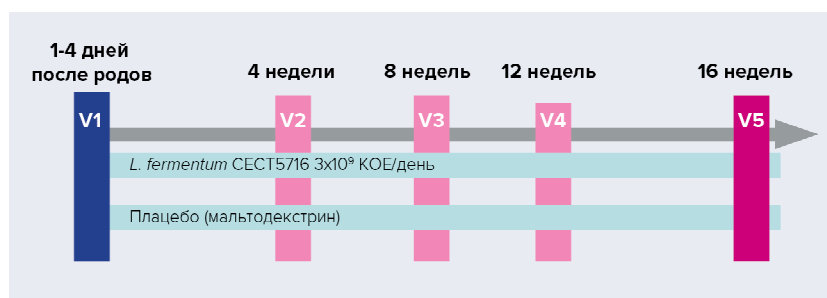 1-4 дней
после родов
4 недели
8 недель
12 недель
16 недель
V1
V2
V3
V4
V5
L. fermentum CECT5716 3x10⁹ КОЕ/день
Плацебо (мальтодекстрин)